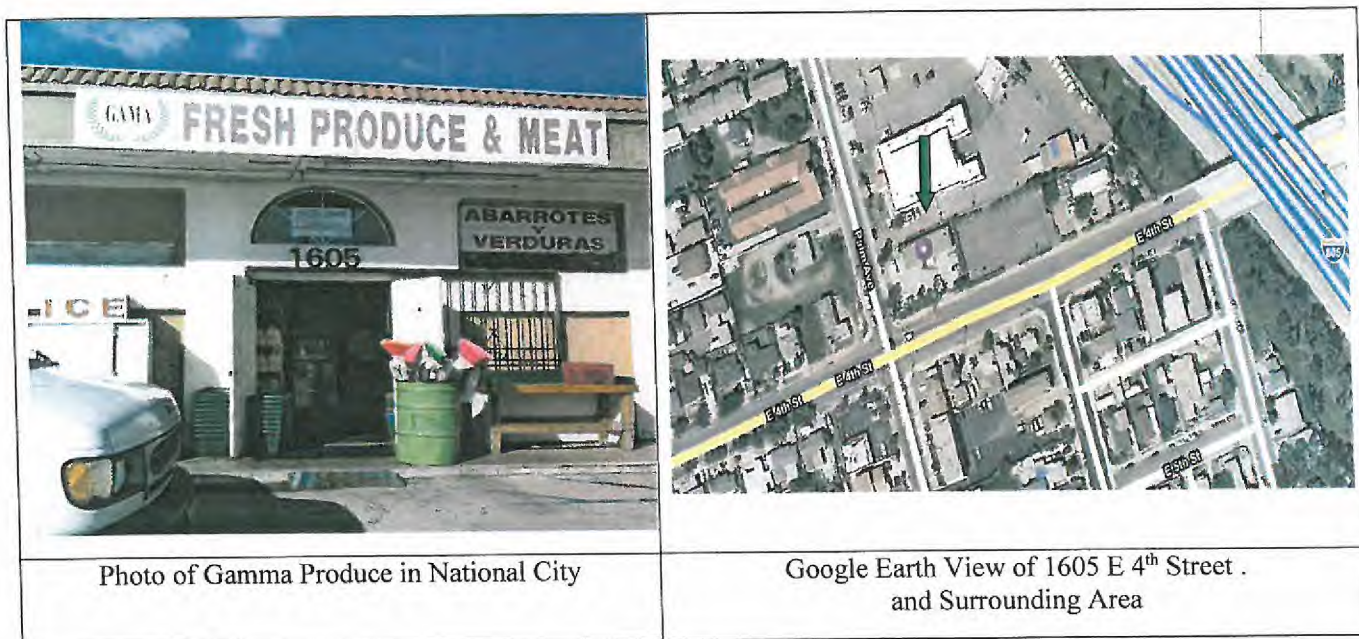 GAMA
FRESH PRODUCE & MEAT
ABARROTES
Y
VERDURAS
1605
ICE
Palm Ave
E 4th St
E 4th St
E 5th St
805
Photo of Gamma Produce in National City
Google Earth View of 1605 E 4th Street .
and Surrounding Area